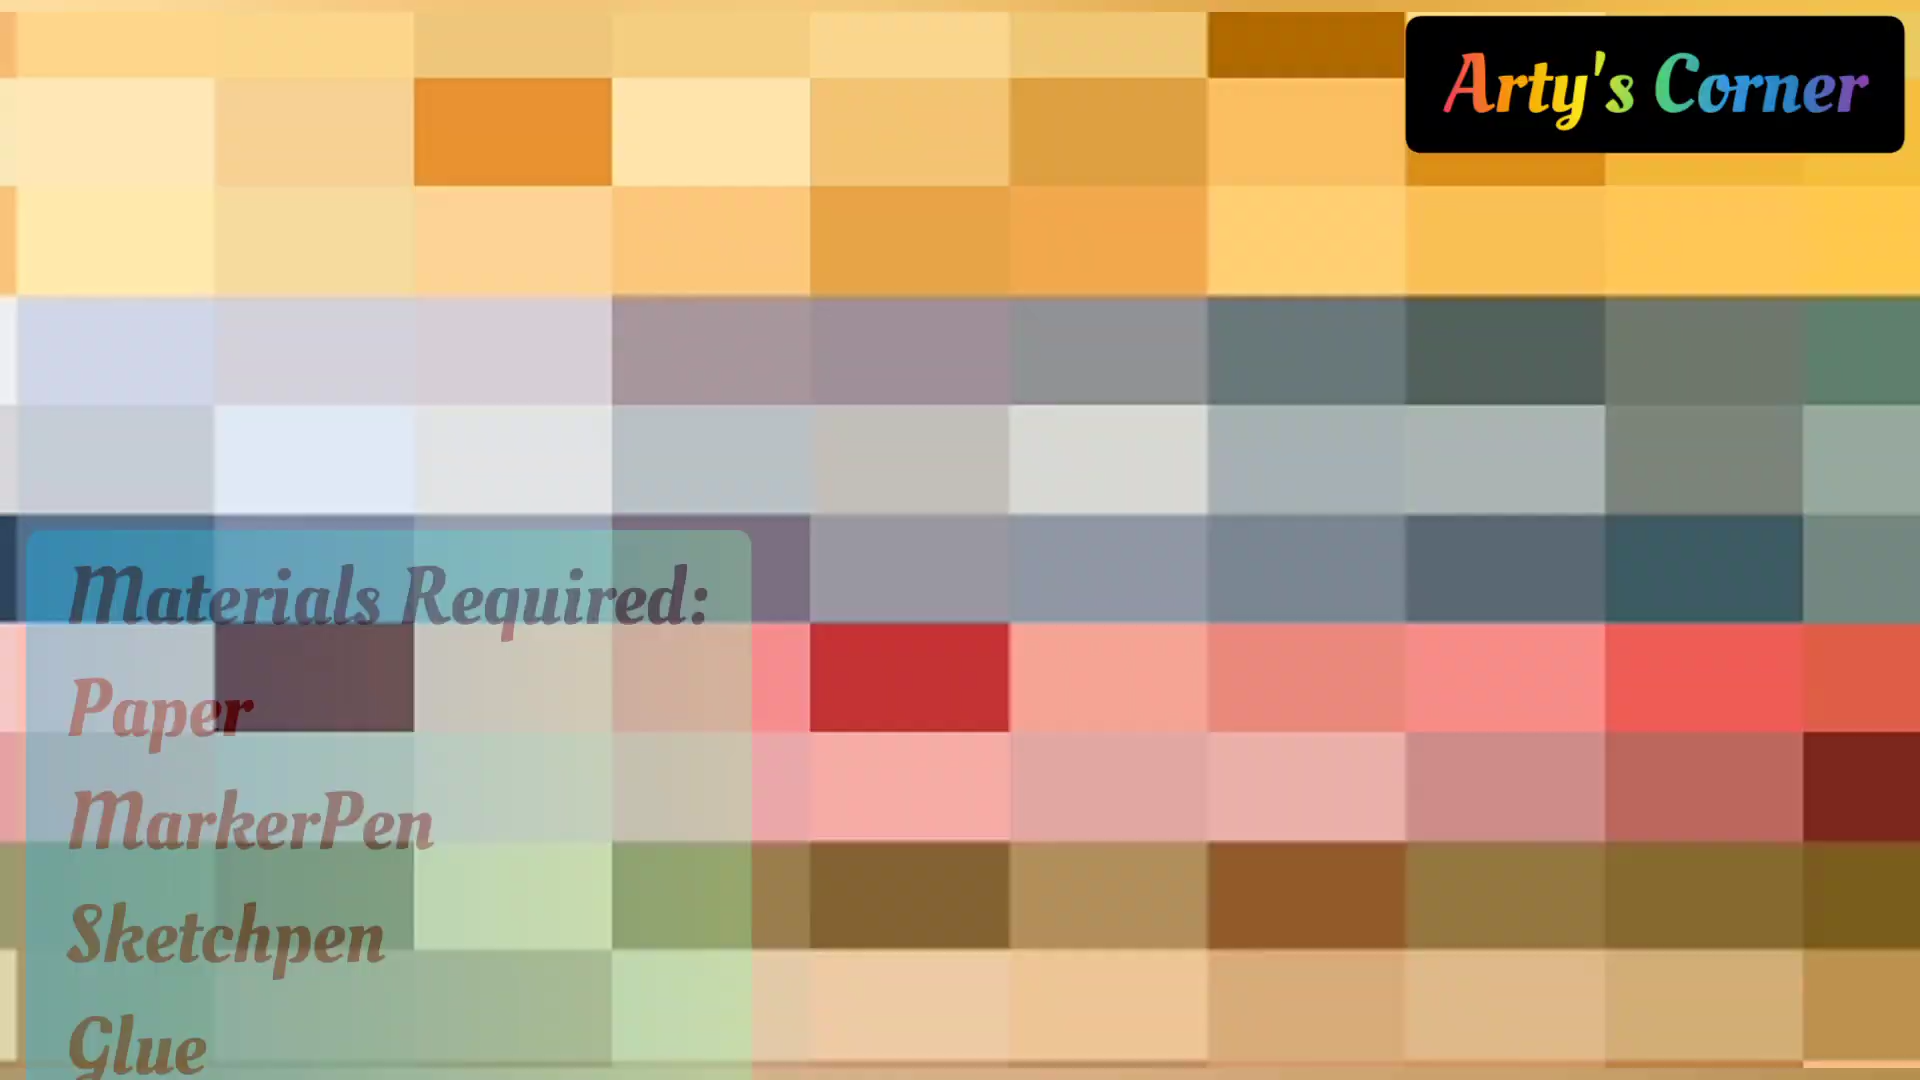 Arty's Corner
Materials Required:
Paper
MarkerPen
Sketchpen
Glue